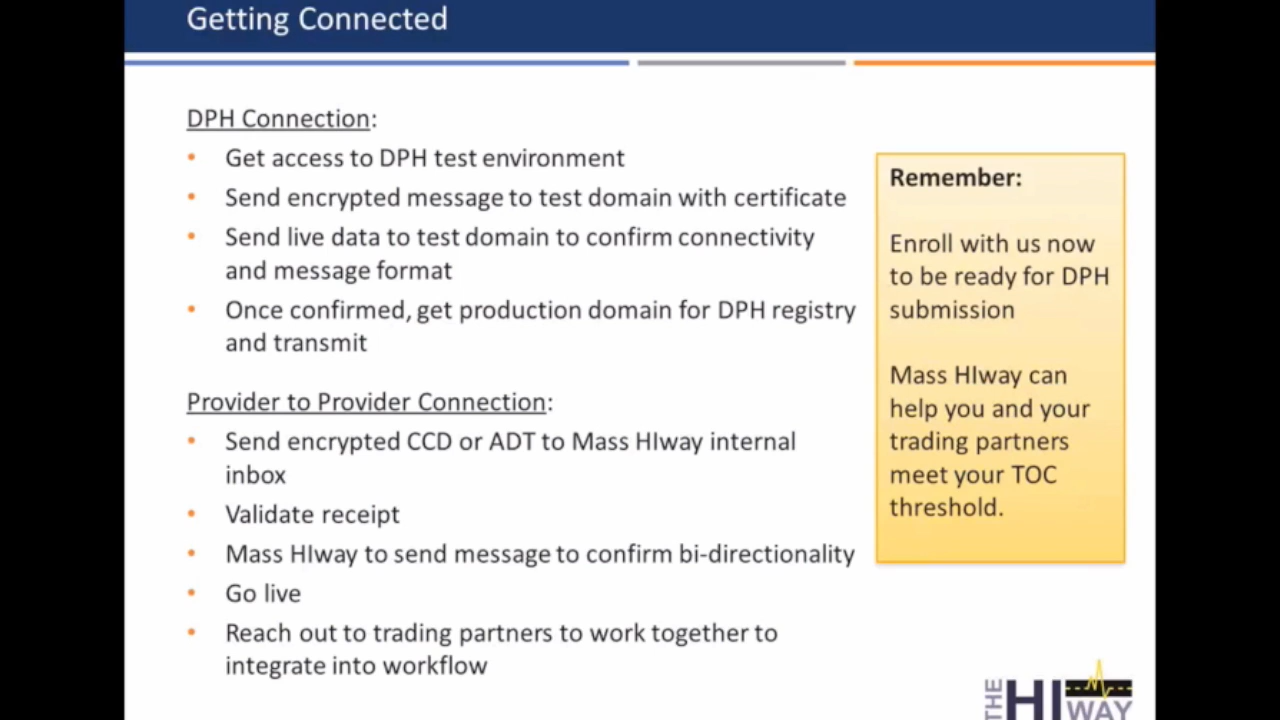 Getting Connected
DPH Connection:
• Get access to DPH test environment
• Send encrypted message to test domain with certificate
• Send live data to test domain to confirm connectivity
and message format
• Once confirmed, get production domain for DPH registry
and transmit
Provider to Provider Connection:
• Send encrypted CCD or ADT to Mass HIway internal
inbox
• Validate receipt
• Mass HIway to send message to confirm bi-directionality
• Go live
• Reach out to trading partners to work together to
integrate into workflow
Remember:
Enroll with us now
to be ready for DPH
submission
Mass HIway can
help you and your
trading partners
meet your TOC
threshold.
THE HI WAY